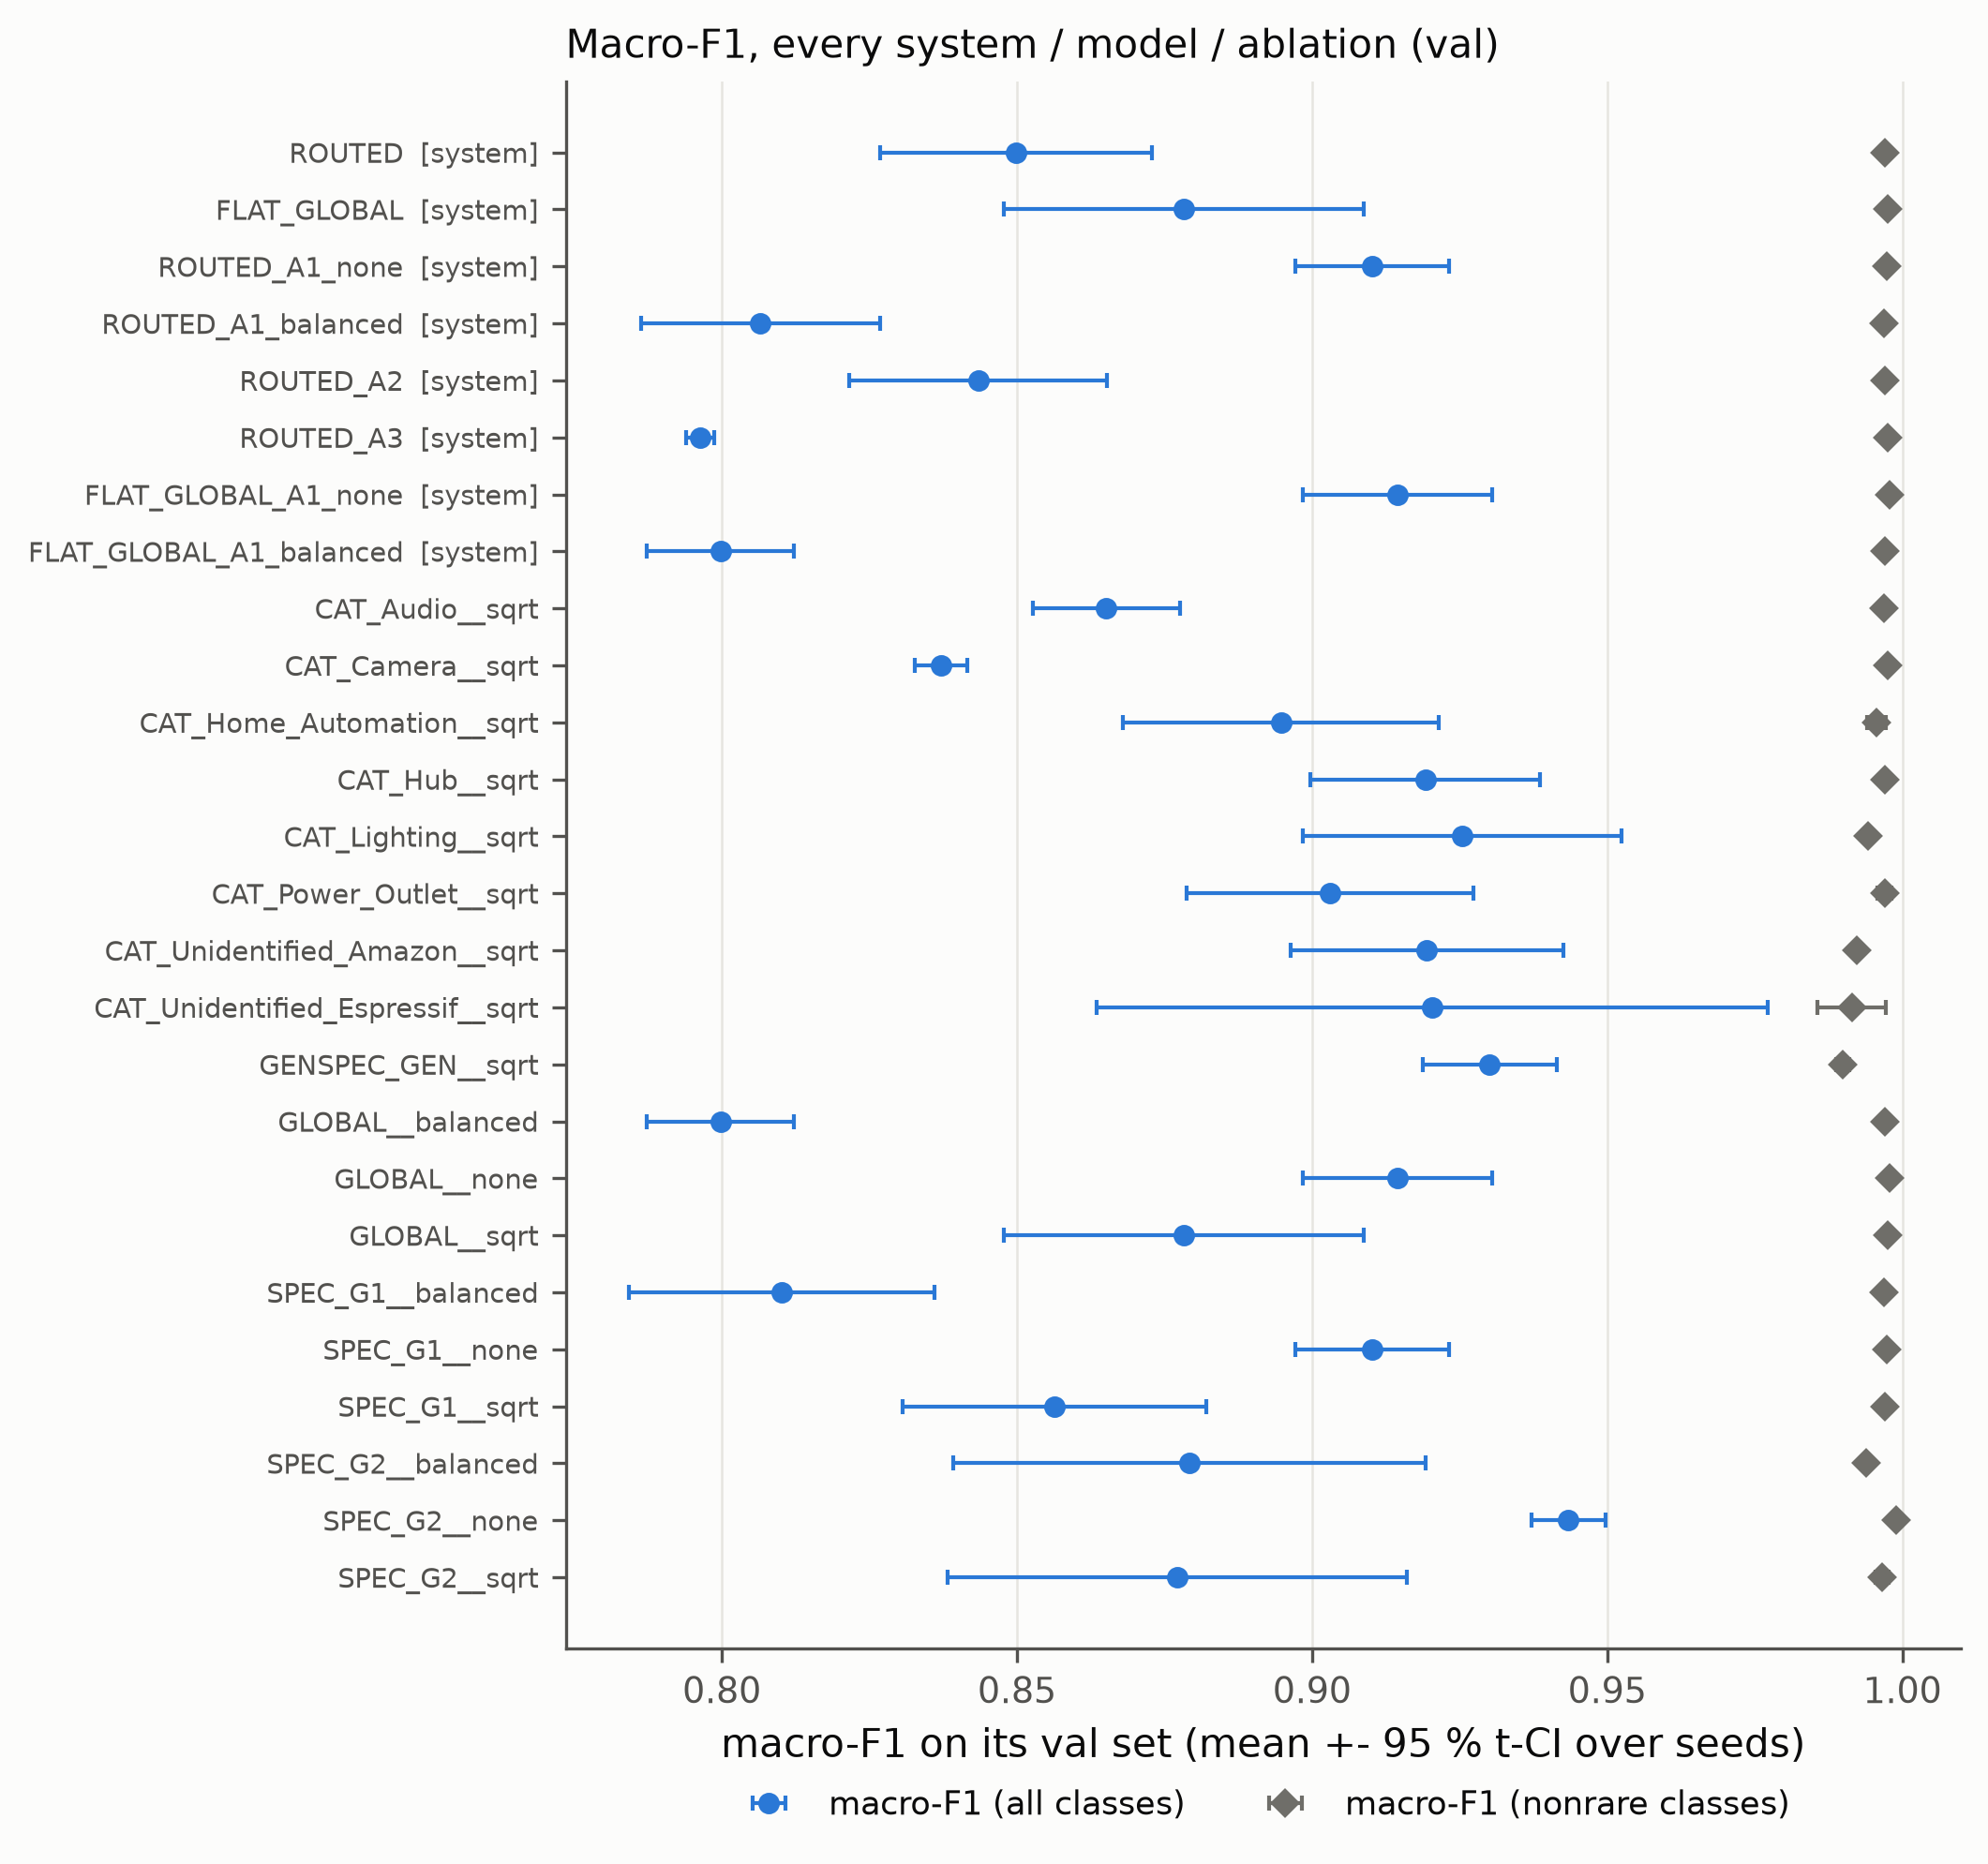 Macro-F1, every system / model / ablation (val)
ROUTED [system]
FLAT_GLOBAL [system]
ROUTED_A1_none [system]
ROUTED_A1_balanced [system]
ROUTED_A2 [system]
ROUTED_A3 [system]
FLAT_GLOBAL_A1_none [system]
FLAT_GLOBAL_A1_balanced [system]
CAT_Audio__sqrt
CAT_Camera__sqrt
CAT_Home_Automation__sqrt
CAT_Hub__sqrt
CAT_Lighting__sqrt
CAT_Power_Outlet__sqrt
CAT_Unidentified_Amazon__sqrt
CAT_Unidentified_Espressif__sqrt
GENSPEC_GEN__sqrt
GLOBAL__balanced
GLOBAL__none
GLOBAL__sqrt
SPEC_G1__balanced
SPEC_G1__none
SPEC_G1__sqrt
SPEC_G2__balanced
SPEC_G2__none
SPEC_G2__sqrt
0.80 0.85 0.90 0.95 1.00
macro-F1 on its val set (mean +- 95 % t-CI over seeds)
macro-F1 (all classes) macro-F1 (nonrare classes)